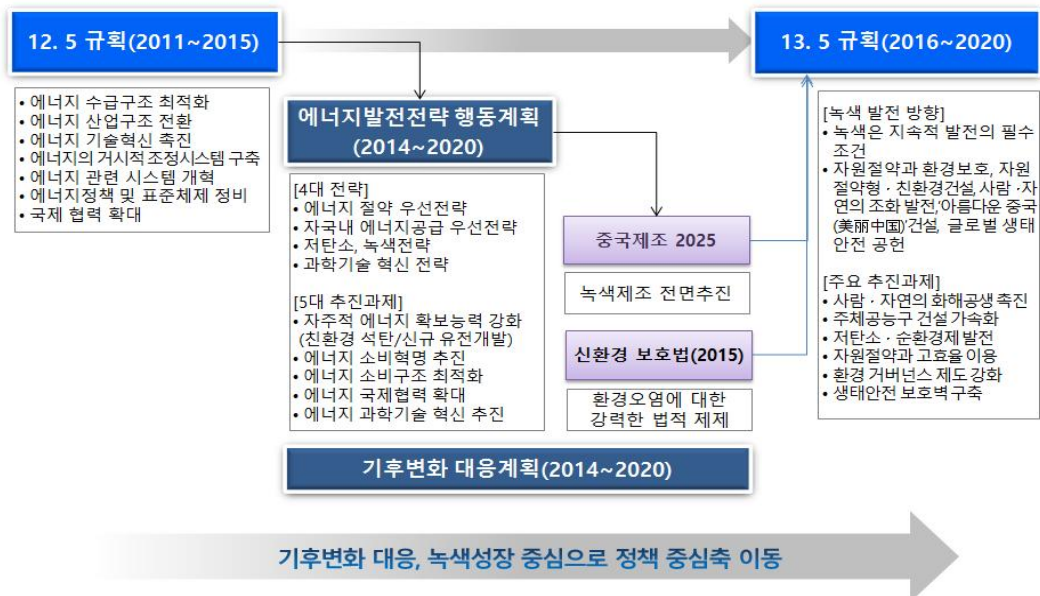 12. 5 규획(2011~2015)
• 에너지 수급구조 최적화
• 에너지 산업구조 전환
• 에너지 기술혁신 촉진
• 에너지의 거시적 조정시스템 구축
• 에너지 관련 시스템 개혁
• 에너지정책 및 표준체제 정비
• 국제 협력 확대
에너지발전전략 행동계획
(2014~2020)
[4대 전략]
• 에너지 절약 우선전략
• 자국내 에너지공급 우선전략
• 저탄소, 녹색전략
• 과학기술 혁신 전략
[5대 추진과제]
• 자주적 에너지 확보능력 강화
(친환경 석탄/신규 유전개발)
• 에너지 소비혁명 추진
• 에너지 소비구조 최적화
• 에너지 국제협력 확대
• 에너지 과학기술 혁신 추진
중국제조 2025
녹색제조 전면추진
신환경 보호법(2015)
환경오염에 대한
강력한 법적 제제
13. 5 규획(2016~2020)
[녹색 발전 방향]
• 녹색은 지속적 발전의 필수
조건
• 자원절약과 환경보호, 자원
절약형 · 친환경건설, 사람 · 자
연의 조화 발전,‘아름다운 중국
(美丽中国)’건설, 글로벌 생태
안전 공헌
[주요 추진과제]
• 사람 · 자연의 화해공생 촉진
• 주체공능구 건설 가속화
• 저탄소 · 순환경제 발전
• 자원절약과 고효율 이용
• 환경 거버넌스 제도 강화
• 생태안전 보호벽 구축
기후변화 대응계획(2014~2020)
기후변화 대응, 녹색성장 중심으로 정책 중심축 이동